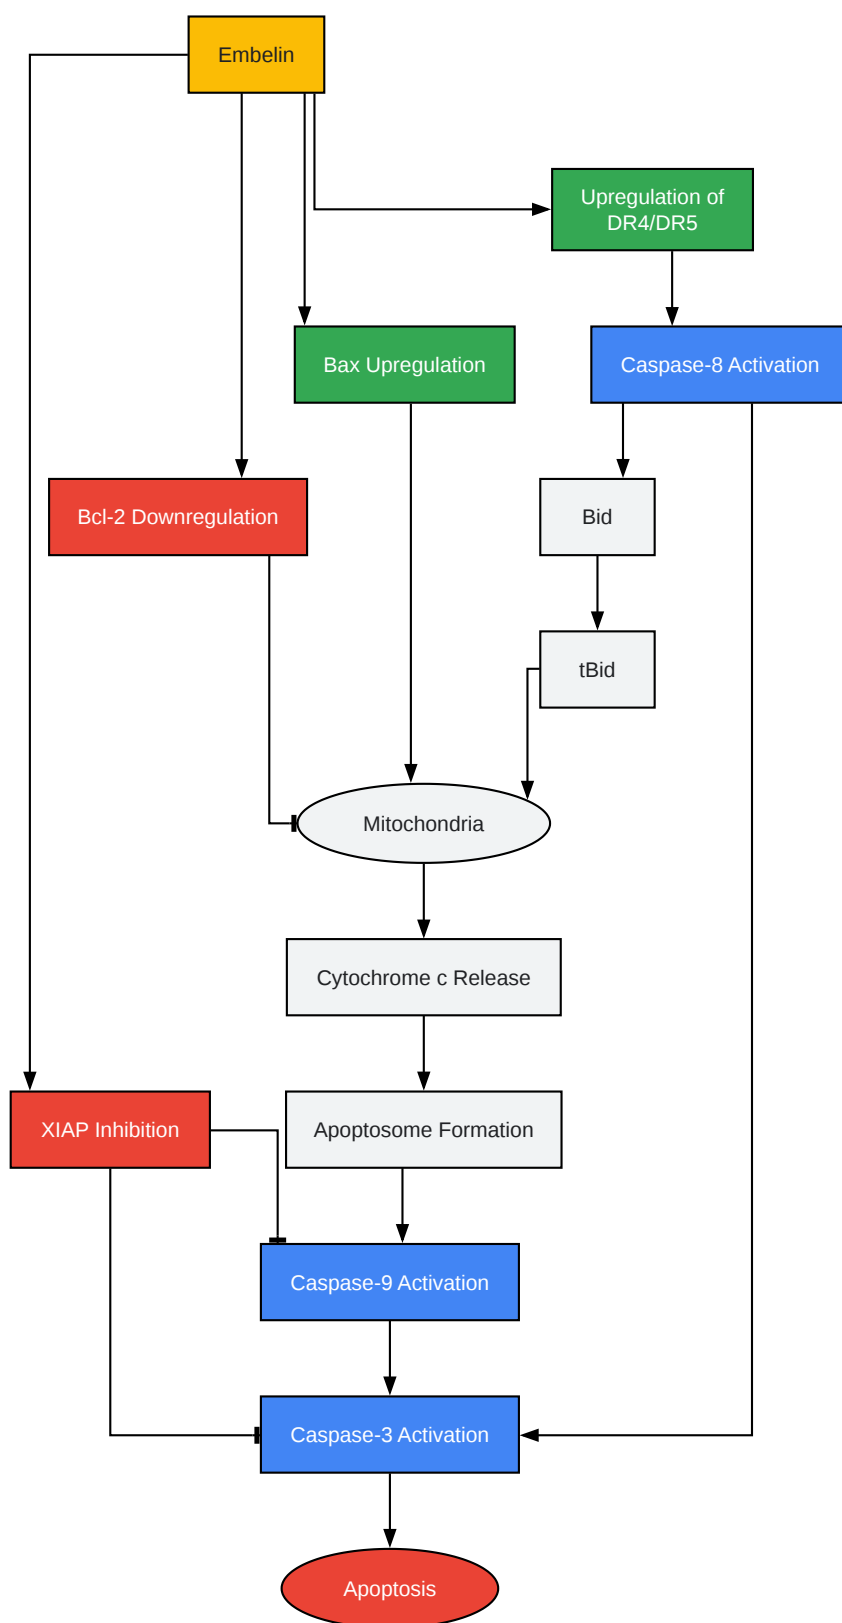 Embelin
Upregulation of
DR4/DR5
Bax Upregulation
Caspase-8 Activation
Bcl-2 Downregulation
Bid
tBid
Mitochondria
Cytochrome c Release
XIAP Inhibition
Apoptosome Formation
Caspase-9 Activation
Caspase-3 Activation
Apoptosis